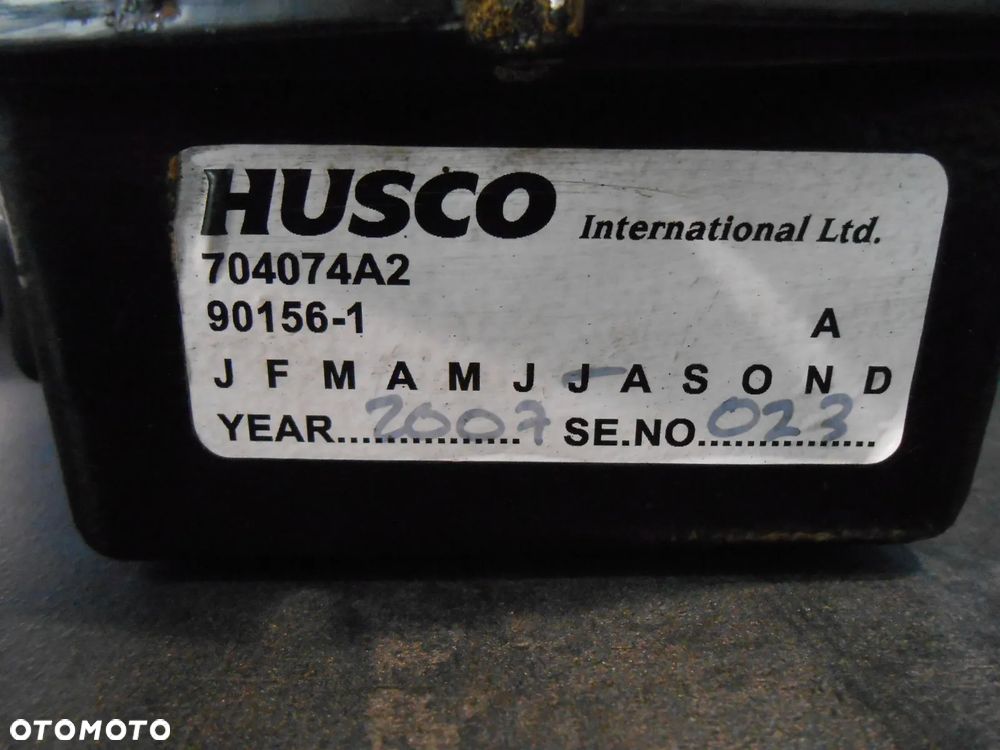 HUSCO International Ltd.
704074A2
90156-1 A
J F M A M J J A S O N D
YEAR....2007 SE.NO....023
OTOMOTO